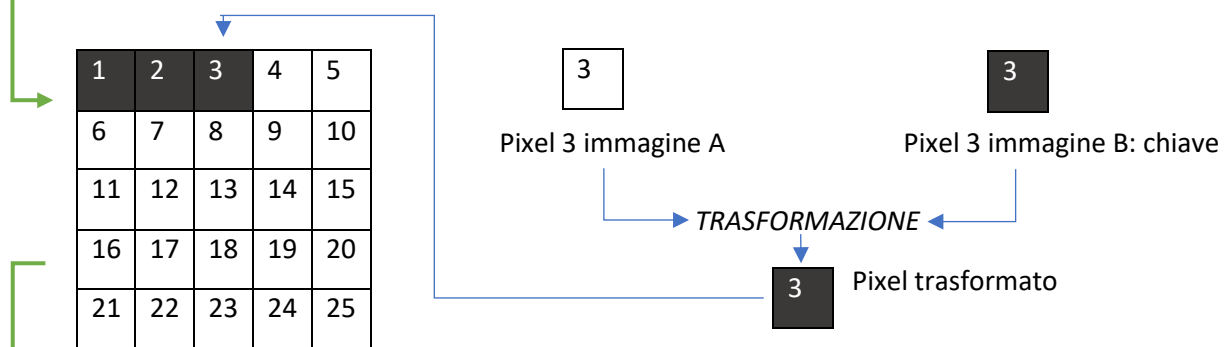 1 2 3 4 5
6 7 8 9 10
11 12 13 14 15
16 17 18 19 20
21 22 23 24 25
3
3
Pixel 3 immagine A
Pixel 3 immagine B: chiave
TRASFORMAZIONE
3
Pixel trasformato